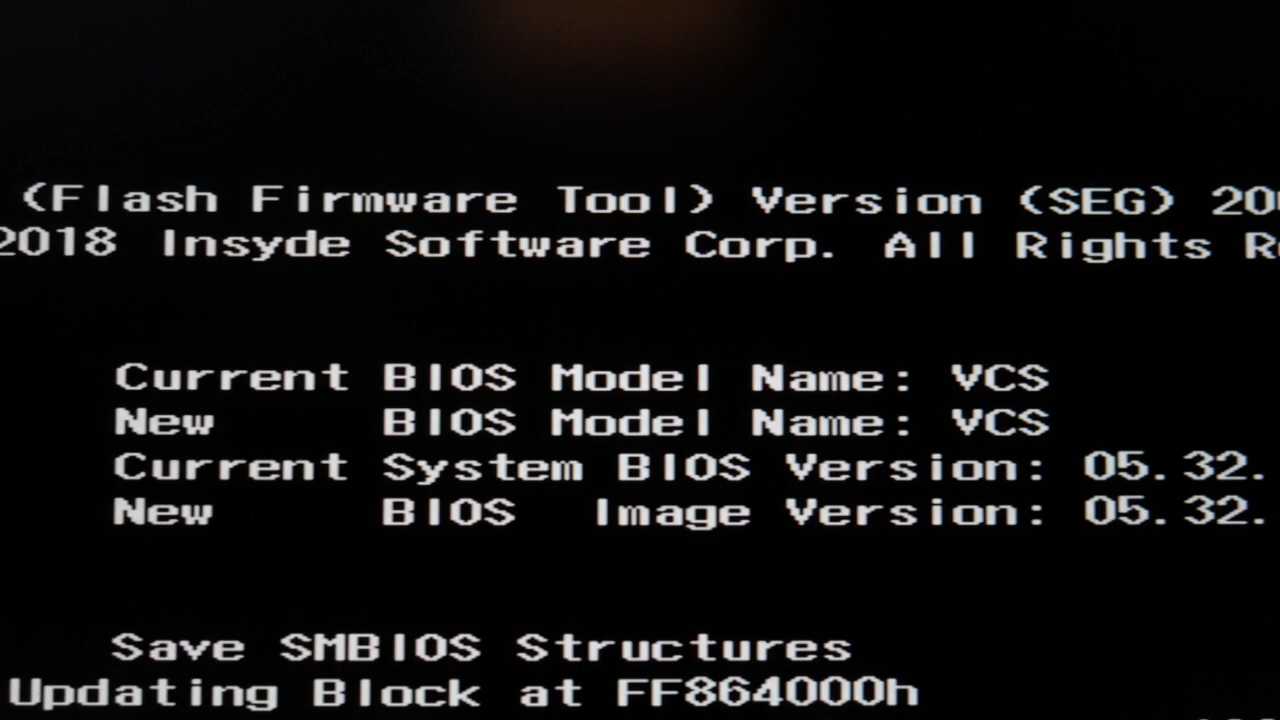 (Flash Firmware Tool) Version (SEG) 20
2018 Insyde Software Corp. All Rights R
Current BIOS Model Name: VCS
New BIOS Model Name: VCS
Current System BIOS Version: 05.32.
New BIOS Image Version: 05.32.
Save SMBIOS Structures
Updating Block at FF864000h